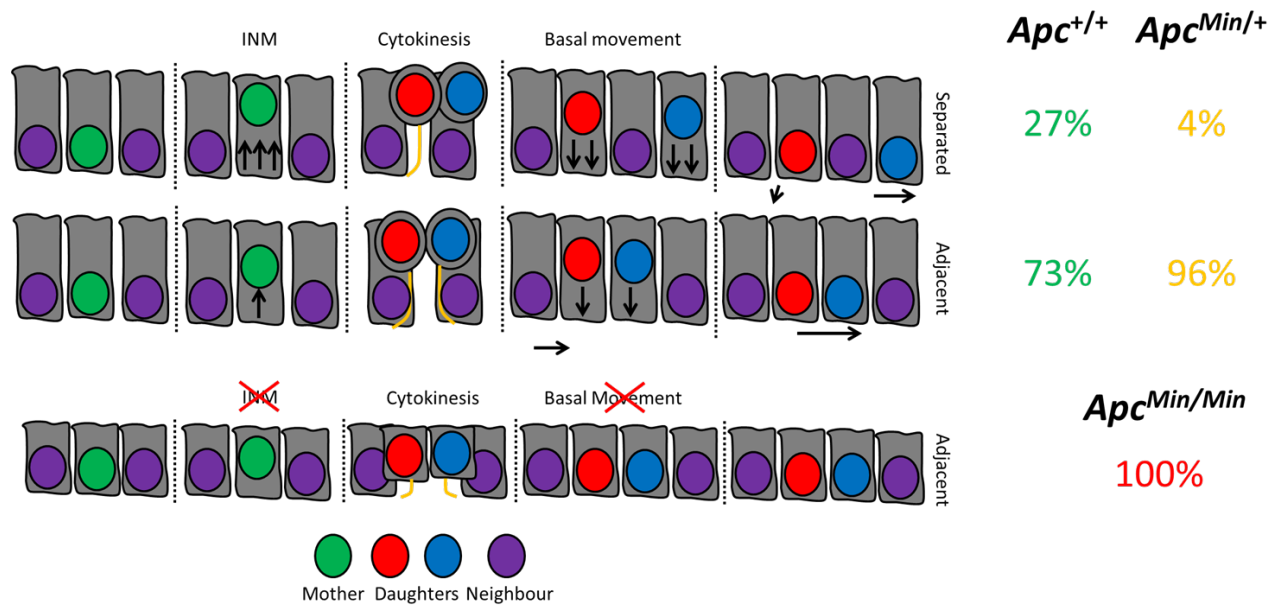 INM Cytokinesis Basal movement
Apc+/+ ApcMin/+
Separated
27% 4%
Adjacent
73% 96%
INM Cytokinesis Basal Movement
ApcMin/Min
Adjacent
100%
Mother Daughters Neighbour